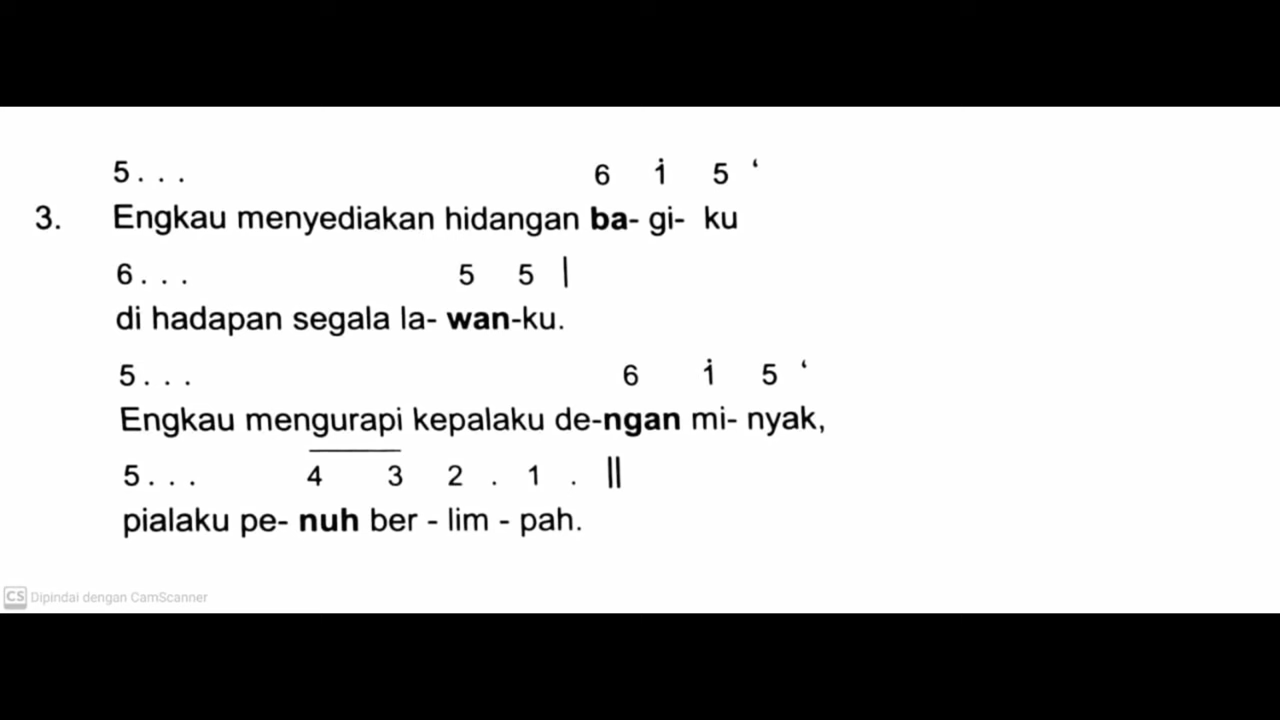 5 . . . 6 i 5 ‘
3. Engkau menyediakan hidangan ba- gi- ku
6 . . . 5 5 |
di hadapan segala la- wan-ku.
5 . . . 6 i 5 ‘
Engkau mengurapi kepalaku de-ngan mi- nyak,
5 . . . 4 3 2 . 1 . ||
pialaku pe- nuh ber - lim - pah.
CS Dipindai dengan CamScanner